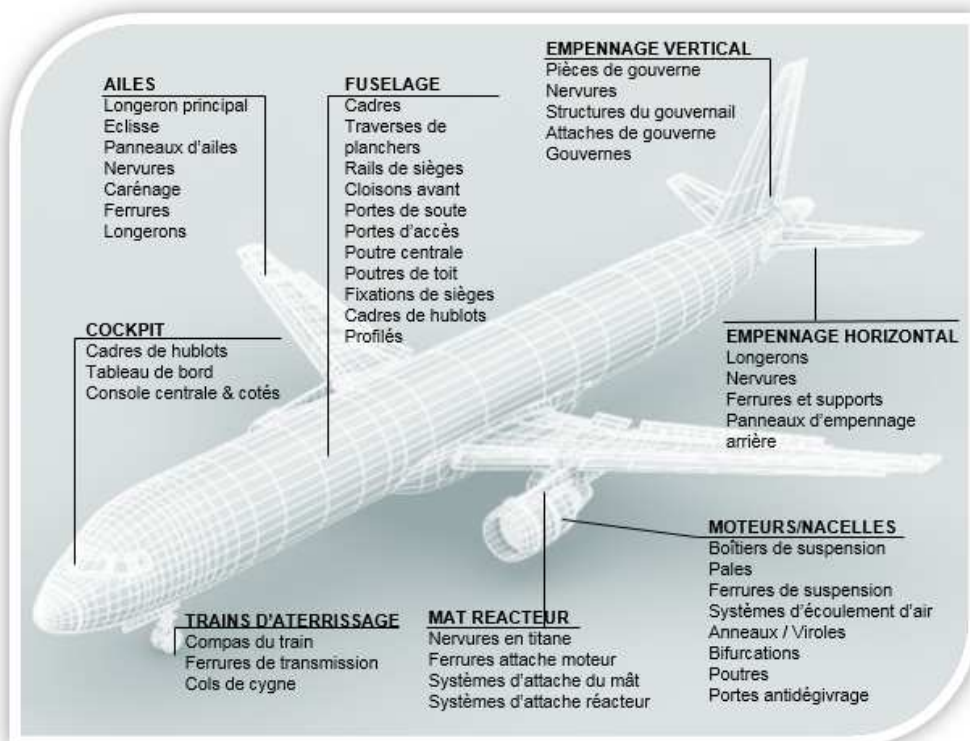 AILES
Longeron principal
Eclisse
Panneaux d'ailes
Nervures
Carénage
Ferrures
Longerons
FUSELAGE
Cadres
Traverses de
planchers
Rails de sièges
Cloisons avant
Portes de soute
Portes d'accès
Poutre centrale
Poutres de toit
Fixations de sièges
Cadres de hublots
Profilés
EMPENNAGE VERTICAL
Pièces de gouverne
Nervures
Structures du gouvernail
Attaches de gouverne
Gouvernes
COCKPIT
Cadres de hublots
Tableau de bord
Console centrale & cotés
EMPENNAGE HORIZONTAL
Longerons
Nervures
Ferrures et supports
Panneaux d'empennage
arrière
TRAINS D'ATERRISSAGE
Compas du train
Ferrures de transmission
Cols de cygne
MAT REACTEUR
Nervures en titane
Ferrures attache moteur
Systèmes d'attache du mât
Systèmes d'attache réacteur
MOTEURS/NACELLES
Boîtiers de suspension
Pales
Ferrures de suspension
Systèmes d'écoulement d'air
Anneaux / Viroles
Bifurcations
Poutres
Portes antidégivrage